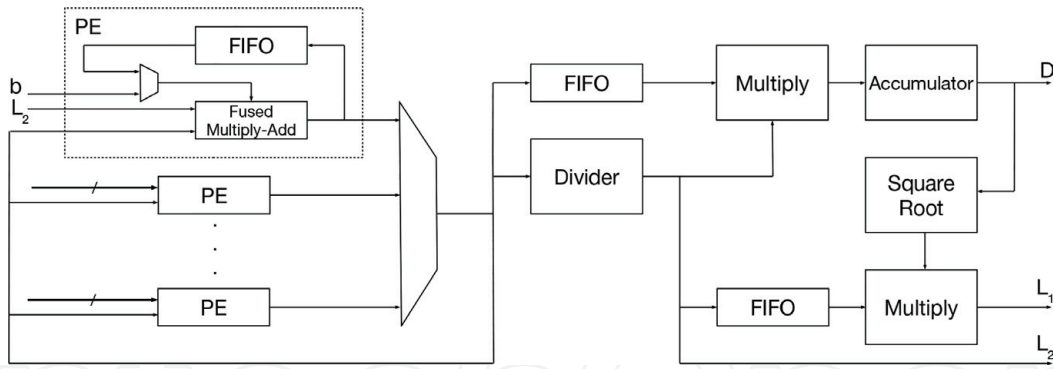 PE
FIFO
b
L2
Fused
Multiply-Add
PE
.
.
.
PE
FIFO
Divider
Multiply
Accumulator
D
Square
Root
FIFO
Multiply
L1
L2